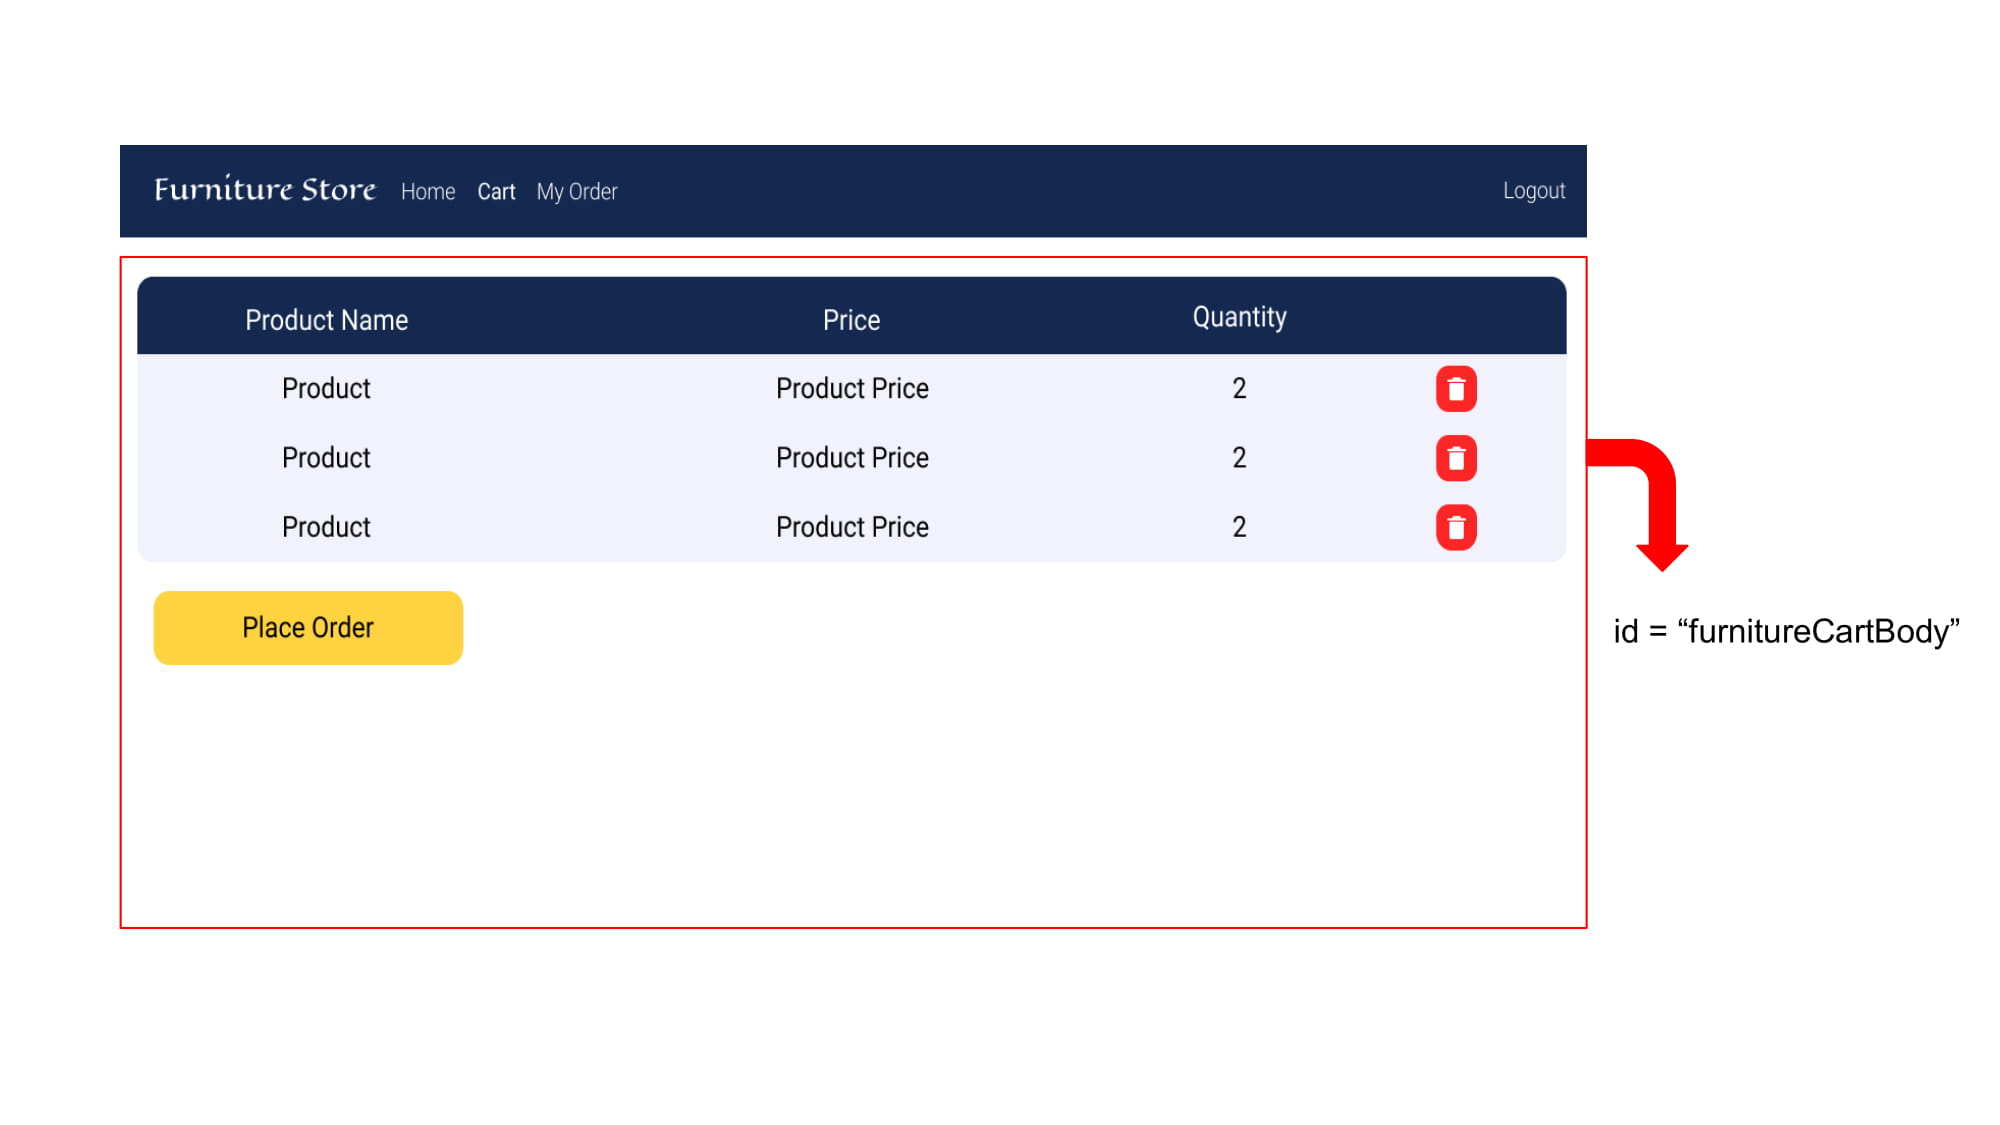 Furniture Store Home Cart My Order Logout
Product Name Price Quantity
Product Product Price 2
Product Product Price 2
Product Product Price 2
Place Order
id = “furnitureCartBody”